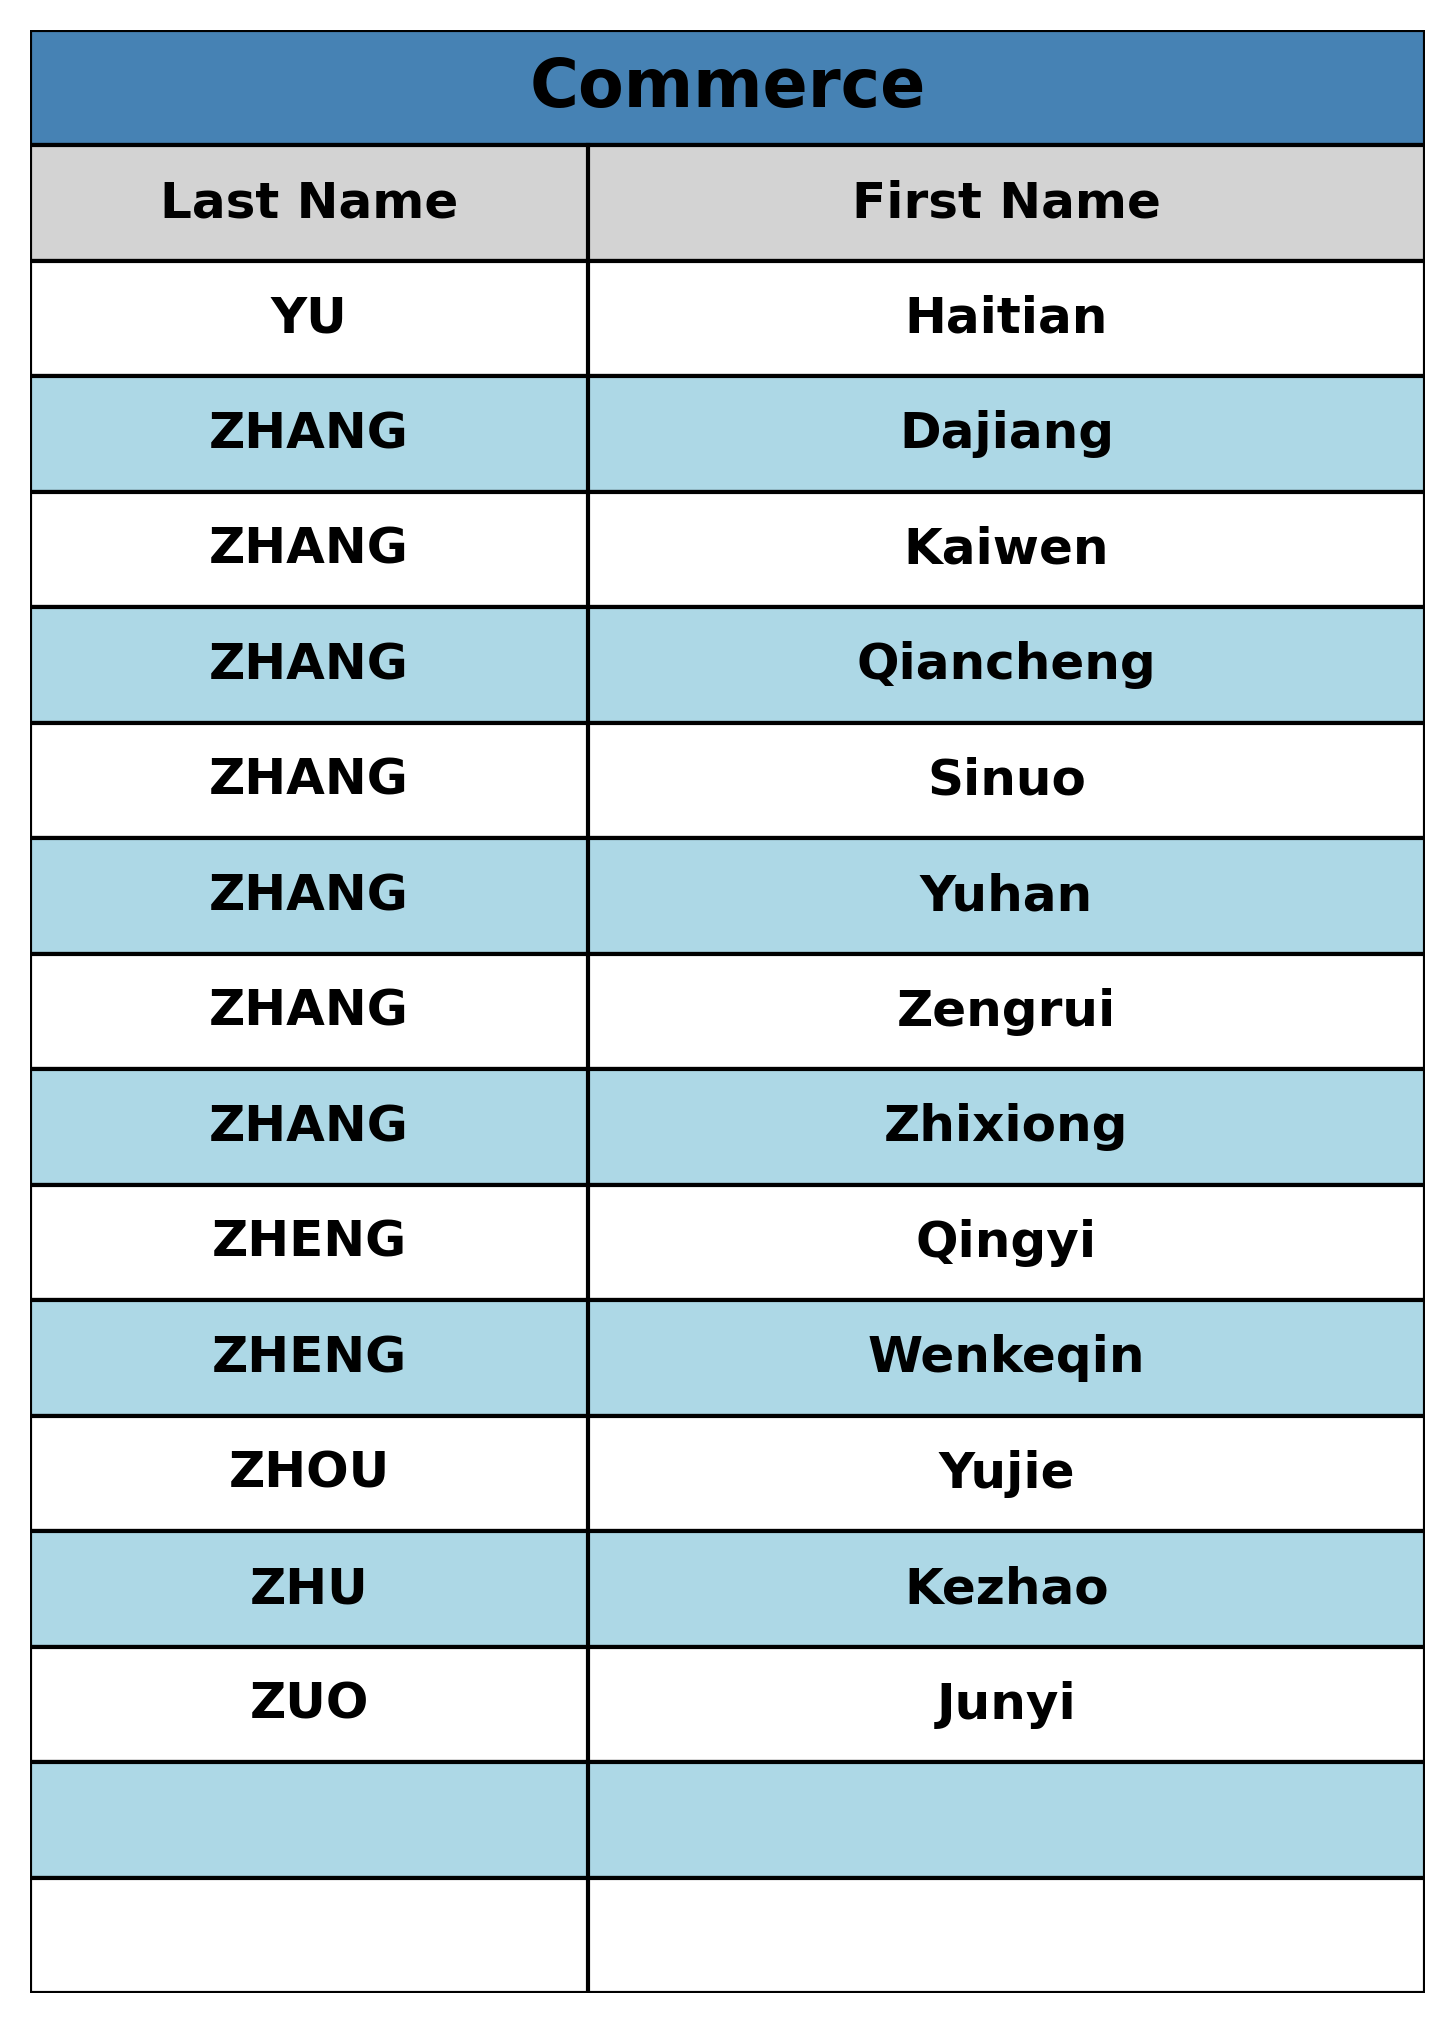 Commerce
Last Name First Name
YU Haitian
ZHANG Dajiang
ZHANG Kaiwen
ZHANG Qiancheng
ZHANG Sinuo
ZHANG Yuhan
ZHANG Zengrui
ZHANG Zhixiong
ZHENG Qingyi
ZHENG Wenkeqin
ZHOU Yujie
ZHU Kezhao
ZUO Junyi